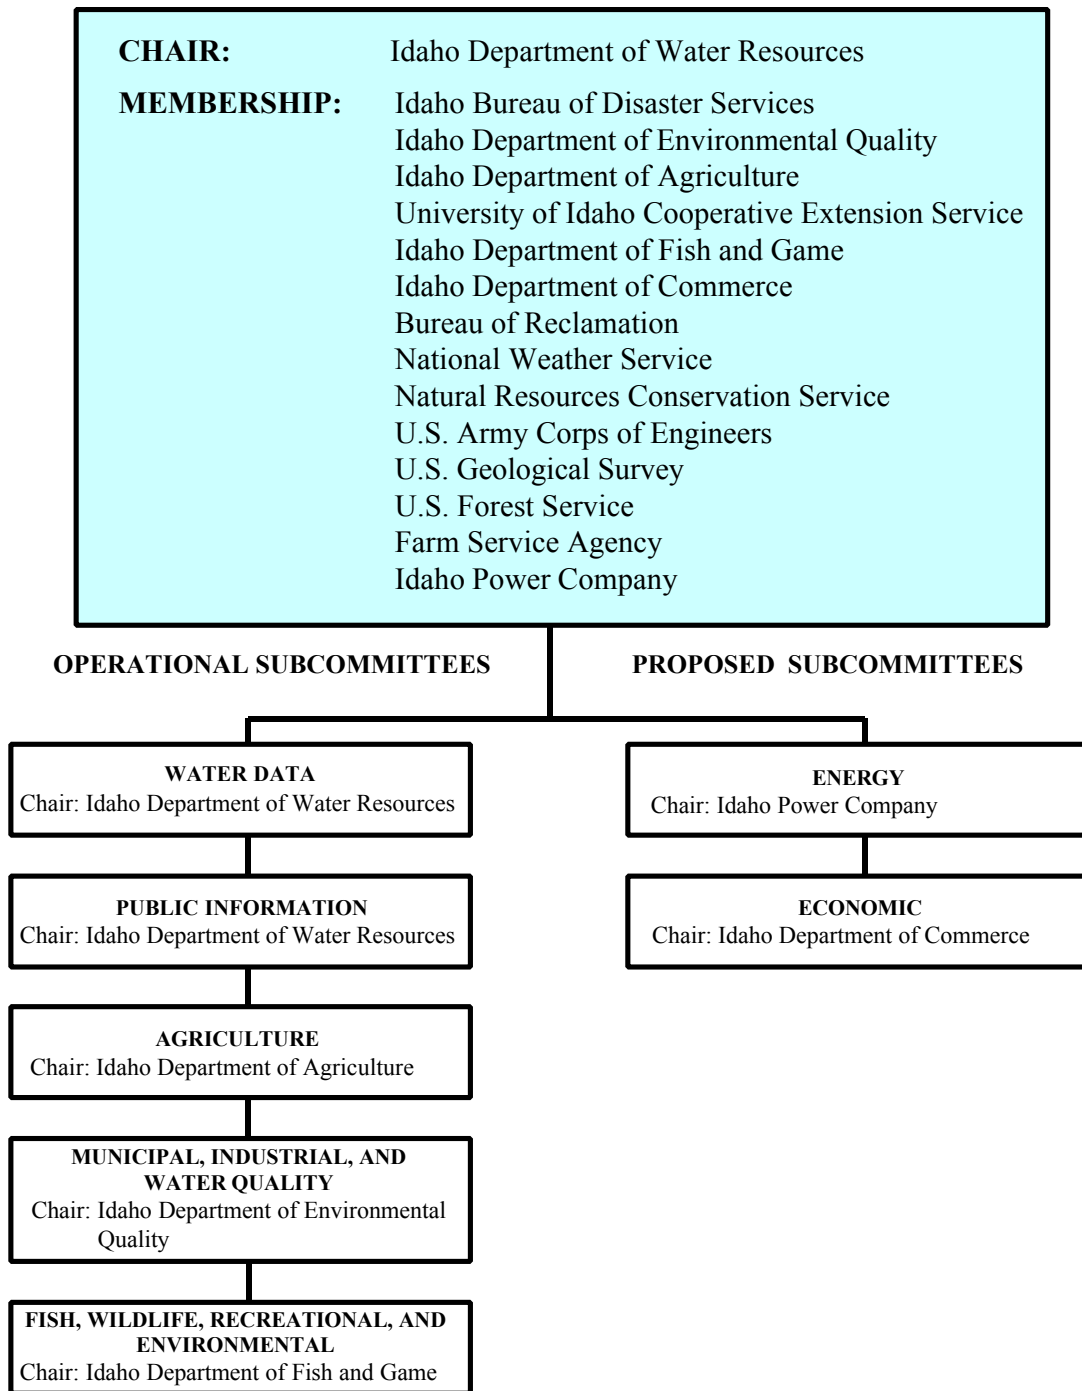 CHAIR: Idaho Department of Water Resources
MEMBERSHIP: Idaho Bureau of Disaster Services
Idaho Department of Environmental Quality
Idaho Department of Agriculture
University of Idaho Cooperative Extension Service
Idaho Department of Fish and Game
Idaho Department of Commerce
Bureau of Reclamation
National Weather Service
Natural Resources Conservation Service
U.S. Army Corps of Engineers
U.S. Geological Survey
U.S. Forest Service
Farm Service Agency
Idaho Power Company
OPERATIONAL SUBCOMMITTEES
WATER DATA
Chair: Idaho Department of Water Resources
PUBLIC INFORMATION
Chair: Idaho Department of Water Resources
AGRICULTURE
Chair: Idaho Department of Agriculture
MUNICIPAL, INDUSTRIAL, AND
WATER QUALITY
Chair: Idaho Department of Environmental
Quality
FISH, WILDLIFE, RECREATIONAL, AND
ENVIRONMENTAL
Chair: Idaho Department of Fish and Game
PROPOSED SUBCOMMITTEES
ENERGY
Chair: Idaho Power Company
ECONOMIC
Chair: Idaho Department of Commerce